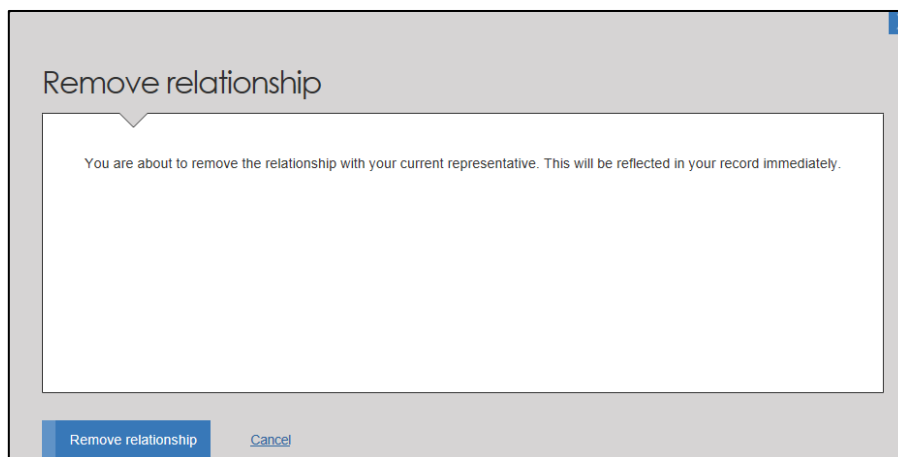 Remove relationship
You are about to remove the relationship with your current representative. This will be reflected in your record immediately.
Remove relationship
Cancel